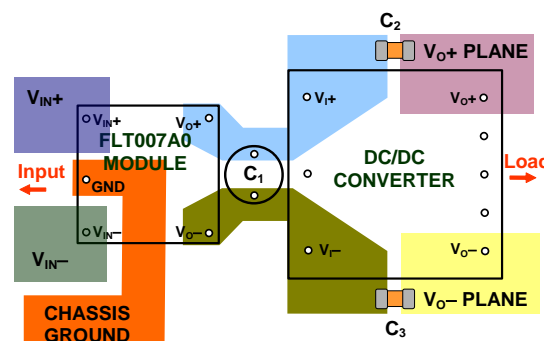 C2
VO+ PLANE
VIN+
VIN+
VO+
VI+
VO+
FLT007A0
MODULE
Input
GND
C1
DC/DC
CONVERTER
Load
VIN–
VIN–
VO–
VI–
VO–
CHASSIS
GROUND
VO– PLANE
C3